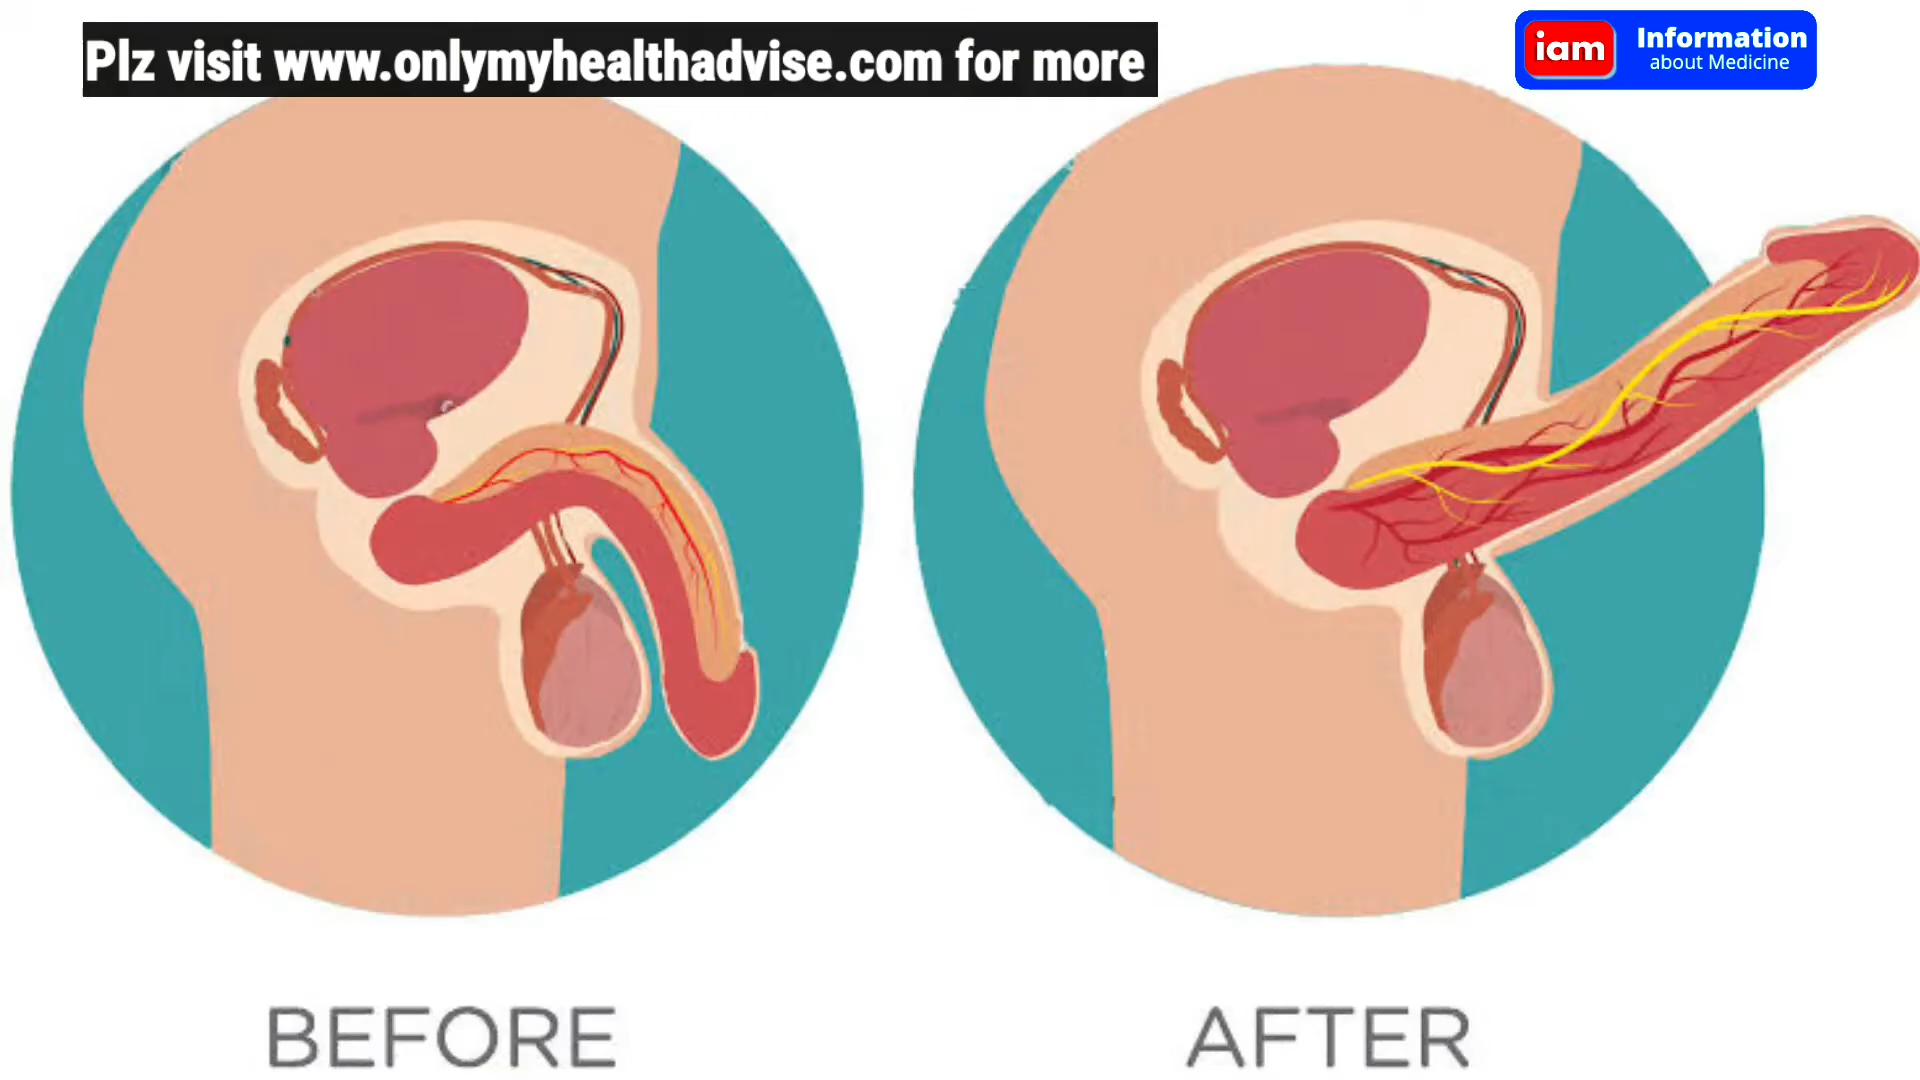 Plz visit www.onlymyhealthadvise.com for more
iam
Information
about Medicine
BEFORE
AFTER